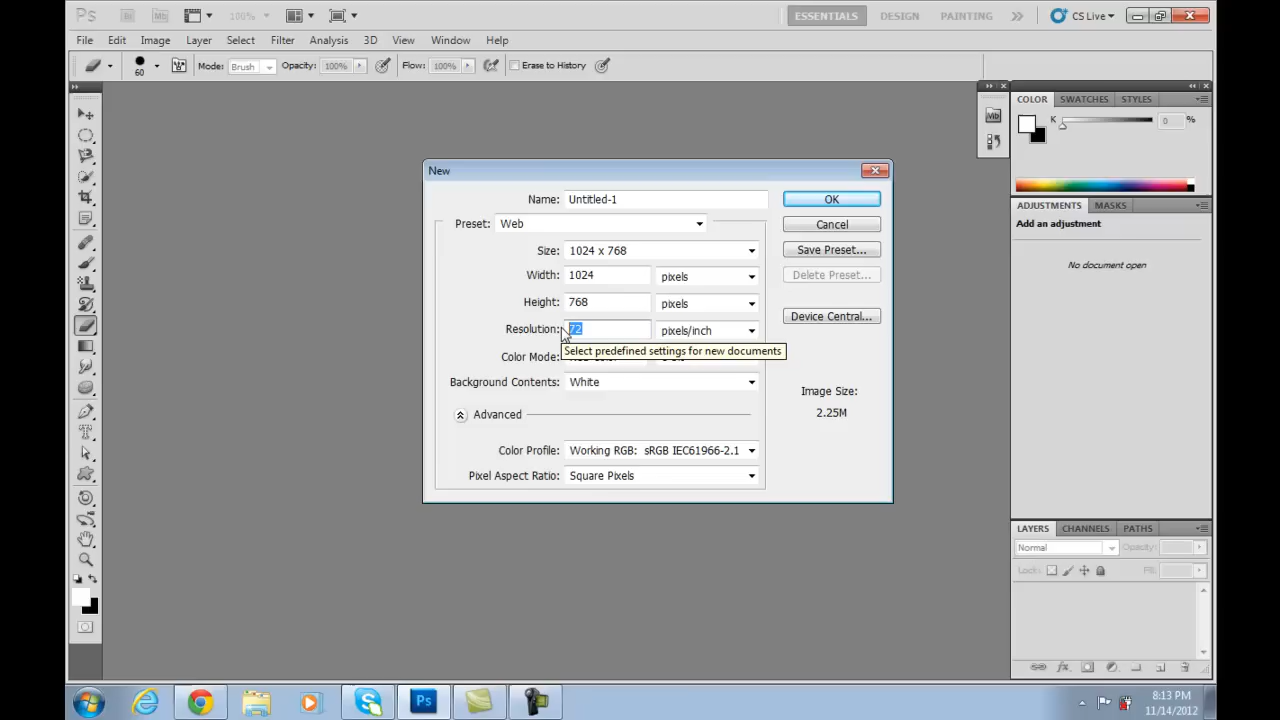 Ps Br Mb 100% ESSENTIALS DESIGN PAINTING CS Live
File Edit Image Layer Select Filter Analysis 3D View Window Help
60 Mode: Brush Opacity: 100% Flow: 100% Erase to History
COLOR SWATCHES STYLES
K 0 %
New
Name: Untitled-1 OK
Preset: Web Cancel
Size: 1024 x 768 Save Preset...
Width: 1024 pixels Delete Preset...
Height: 768 pixels
Device Central...
Resolution: 72 pixels/inch
Select predefined settings for new documents
Color Mode:
Background Contents: White
Image Size:
2.25M
Advanced
Color Profile: Working RGB: sRGB IEC61966-2.1
Pixel Aspect Ratio: Square Pixels
ADJUSTMENTS MASKS
Add an adjustment
No document open
LAYERS CHANNELS PATHS
Normal Opacity:
Lock: Fill:
Ps
8:13 PM
11/14/2012